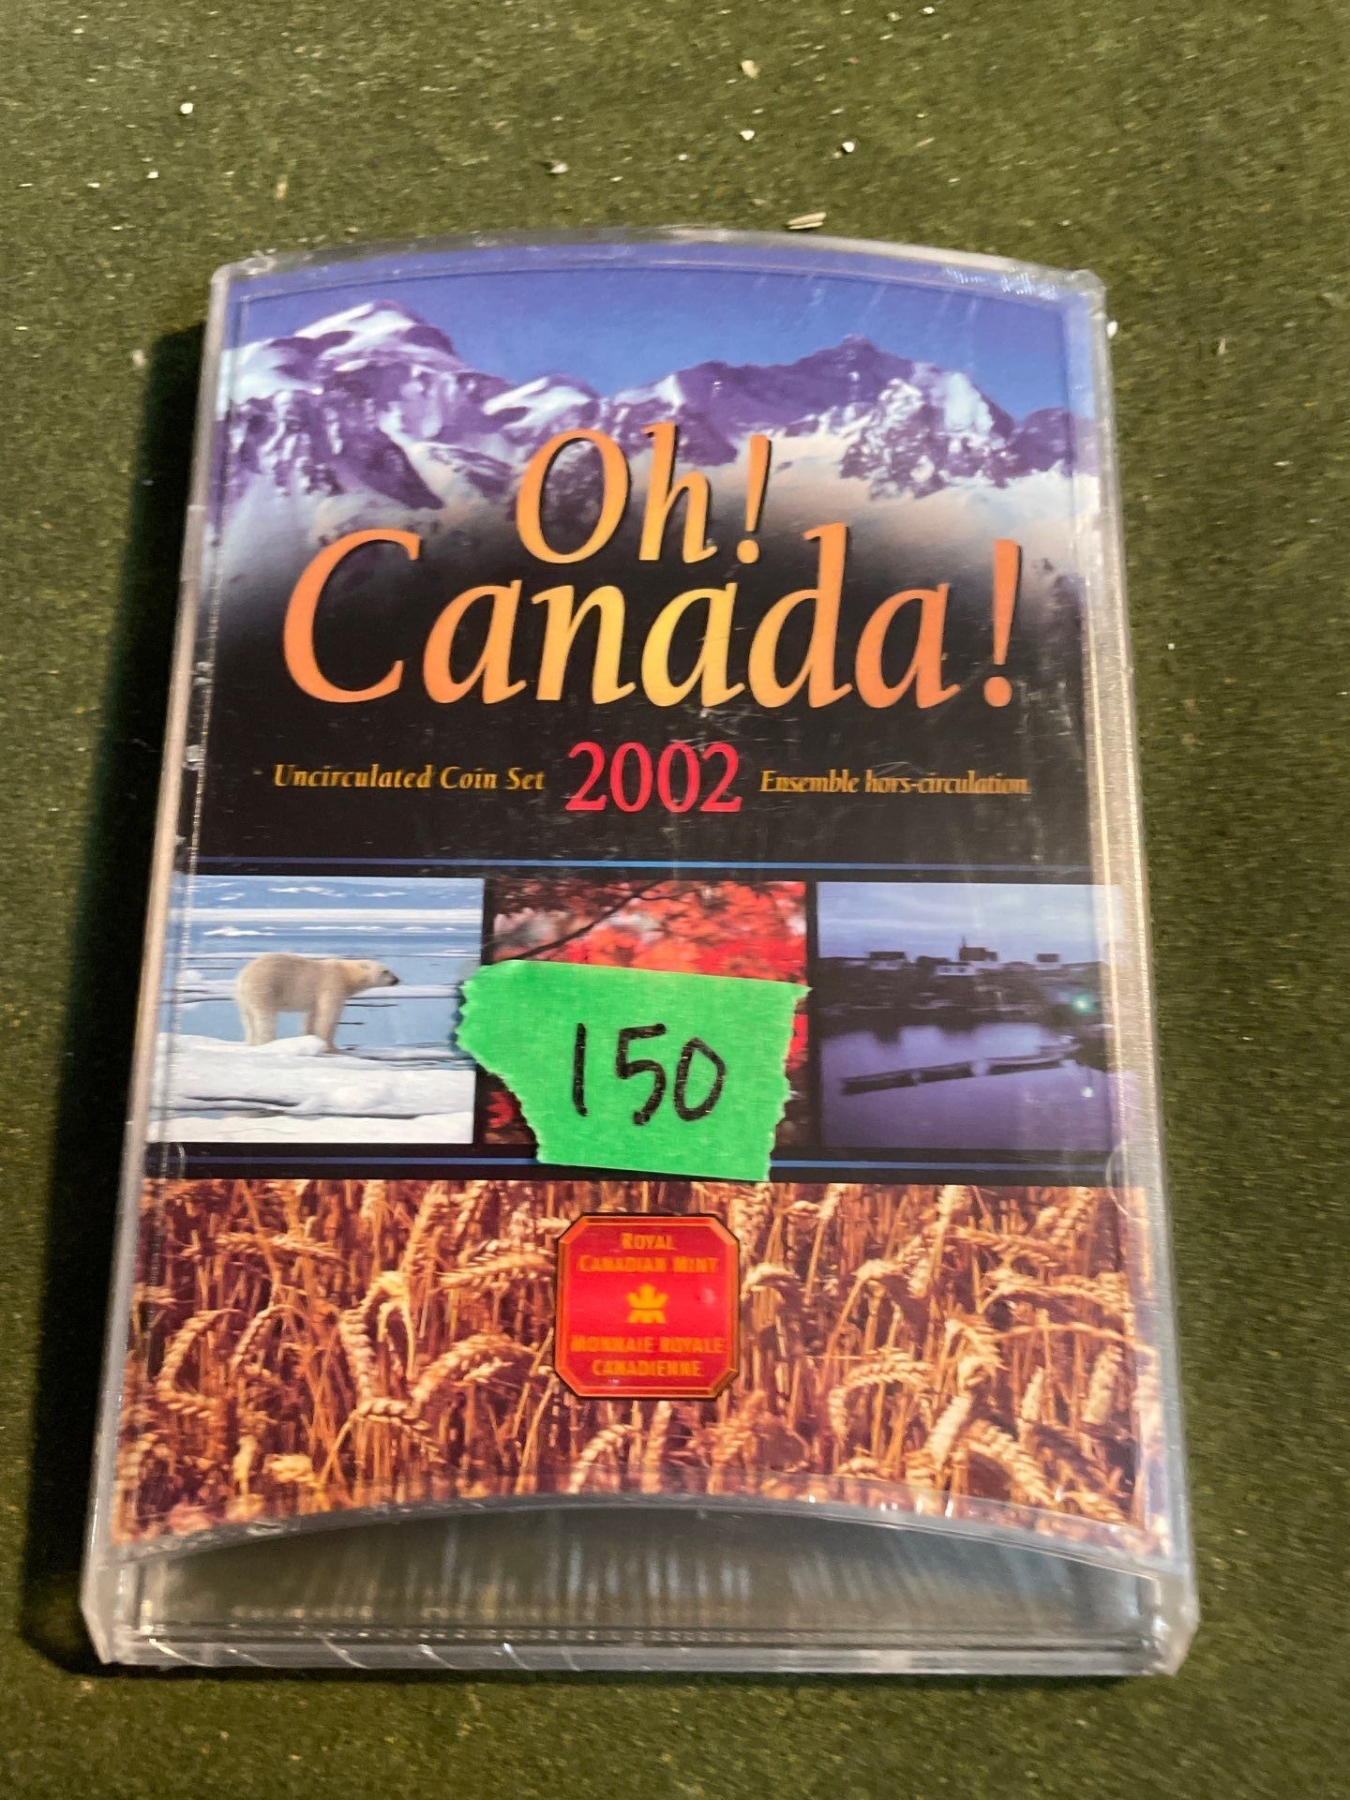 Oh!
Canada!
Uncirculated Coin Set 2002 Ensemble hors-circulation
150
ROYAL
CANADIAN MINT
MONNAIE ROYALE
CANADIENNE